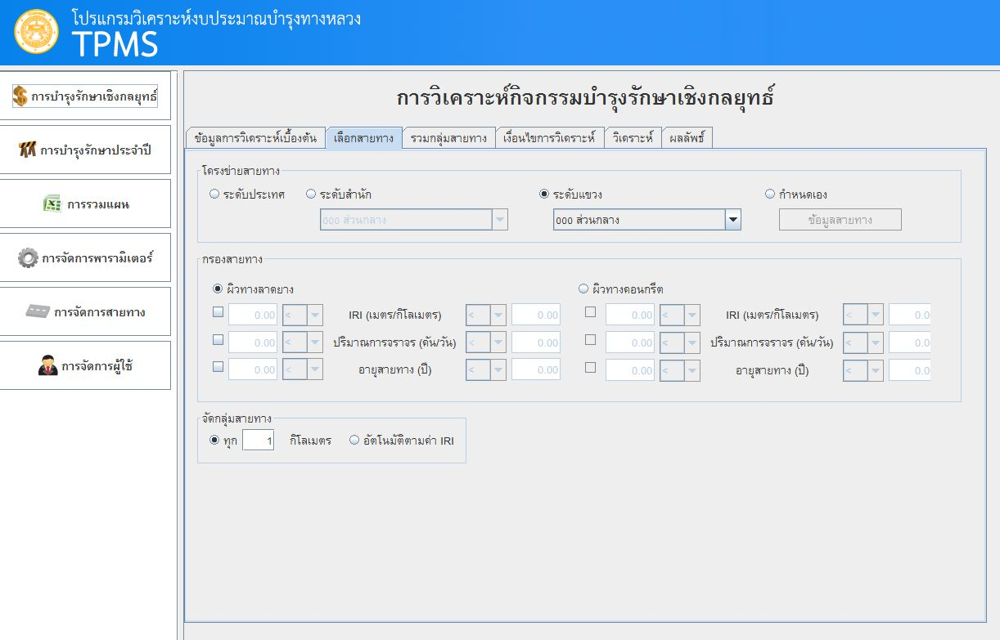 โปรแกรมวิเคราะห์งบประมาณบำรุงทางหลวง
TPMS
การบำรุงรักษาเชิงกลยุทธ์
การบำรุงรักษาประจำปี
การรวมแผน
การจัดการพารามิเตอร์
การจัดการสายทาง
การจัดการผู้ใช้
การวิเคราะห์กิจกรรมบำรุงรักษาเชิงกลยุทธ์
ข้อมูลการวิเคราะห์เบื้องต้น เลือกสายทาง รวมกลุ่มสายทาง เงื่อนไขการวิเคราะห์ วิเคราะห์ ผลลัพธ์
โครงข่ายสายทาง
ระดับประเทศ ระดับสำนัก ระดับแขวง กำหนดเอง
000 ส่วนกลาง 000 ส่วนกลาง ข้อมูลสายทาง
กรองสายทาง
ผิวทางลาดยาง ผิวทางคอนกรีต
0.00 < IRI (เมตร/กิโลเมตร) < 0.00 0.00 < IRI (เมตร/กิโลเมตร) < 0.0
0.00 < ปริมาณการจราจร (คัน/วัน) < 0.00 0.00 < ปริมาณการจราจร (คัน/วัน) < 0.0
0.00 < อายุสายทาง (ปี) < 0.00 0.00 < อายุสายทาง (ปี) < 0.0
จัดกลุ่มสายทาง
ทุก 1 กิโลเมตร อัตโนมัติตามค่า IRI